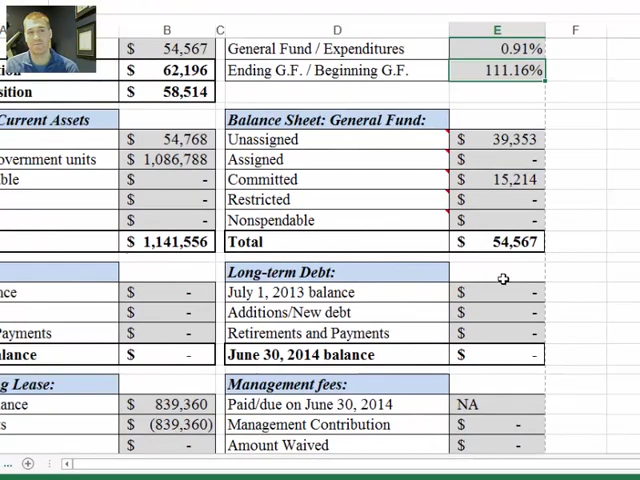 A B C D E F
$ 54,567 General Fund / Expenditures 0.91%
$ 62,196 Ending G.F. / Beginning G.F. 111.16%
sition $ 58,514
Current Assets Balance Sheet: General Fund:
$ 54,768 Unassigned $ 39,353
overnment units $ 1,086,788 Assigned $ -
able $ - Committed $ 15,214
$ - Restricted $ -
$ - Nonspendable $ -
$ 1,141,556 Total $ 54,567
Long-term Debt:
nce $ - July 1, 2013 balance $ -
$ - Additions/New debt $ -
Payments $ - Retirements and Payments $ -
alance $ - June 30, 2014 balance $ -
g Lease: Management fees:
ance $ 839,360 Paid/due on June 30, 2014 NA
ts $ (839,360) Management Contribution $ -
$ - Amount Waived $ -
...